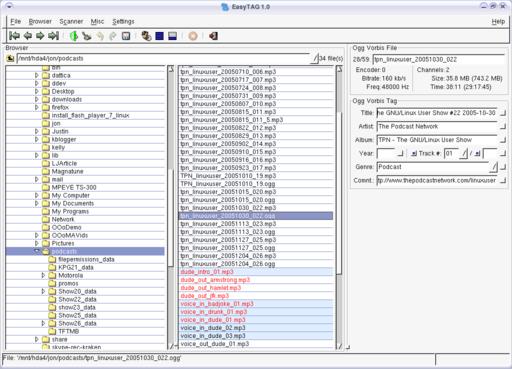 EasyTAG 1.0
File Browser Scanner Misc Settings Help
Browser
/mnt/hda4/jon/podcasts/ 34 file(s)
bin
dattica
ddev
Desktop
downloads
firefox
install_flash_player_7_linux
jon
Justin
kblogger
kelly
lib
LJArticle
Magnatune
mail
MPEYE TS-300
My Computer
My Documents
My Programs
Network
OOoDemo
OOoMAVids
Pictures
podcasts
filepermissions_data
KPG21_data
Motorola
promos
Show20_data
Show22_data
show23_data
Show25_data
Show26_data
TFTMB
share
skype-rec-kraken
tpn_linuxuser_20050710_006.mp3
tpn_linuxuser_20050717_007.mp3
tpn_linuxuser_20050724_008.mp3
tpn_linuxuser_20050731_009.mp3
tpn_linuxuser_20050807_010.mp3
tpn_linuxuser_20050815_011.mp3
tpn_linuxuser_20050815_011_5.mp3
tpn_linuxuser_20050822_012.mp3
tpn_linuxuser_20050829_013.mp3
tpn_linuxuser_20050902_014.mp3
tpn_linuxuser_20050910_015.mp3
tpn_linuxuser_20050916_016.mp3
tpn_linuxuser_20050923_017.mp3
TPN_linuxuser_20051010_19.mp3
TPN_linuxuser_20051010_19.ogg
tpn_linuxuser_20051015_020.mp3
tpn_linuxuser_20051015_020.ogg
tpn_linuxuser_20051030_022.mp3
tpn_linuxuser_20051030_022.ogg
tpn_linuxuser_20051113_023.mp3
tpn_linuxuser_20051113_023.ogg
tpn_linuxuser_20051127_025.mp3
tpn_linuxuser_20051127_025.ogg
tpn_linuxuser_20051204_026.mp3
tpn_linuxuser_20051204_026.ogg
dude_intro_01.mp3
dude_out_armstrong.mp3
dude_out_hamlet.mp3
dude_out_jfk.mp3
voice_in_badjoke_01.mp3
voice_in_drunk_01.mp3
voice_in_dude_01.mp3
voice_in_dude_02.mp3
voice_in_dude_03.mp3
voice_out_dude_01.mp3
Ogg Vorbis File
28/59: tpn_linuxuser_20051030_022
Encoder: 0 Channels: 2
Bitrate: 160 kb/s Size: 35.8 MB (743.2 MB)
Freq: 48000 Hz Time: 38:11 (29:17:45)
Ogg Vorbis Tag
Title: he GNU/Linux User Show #22 2005-10-30
Artist: The Podcast Network
Album: TPN - The GNU/Linux User Show
Year: Track #: 01 /
Genre: Podcast
Comnt.: tp://www.thepodcastnetwork.com/linuxuser
File: '/mnt/hda4/jon/podcasts/tpn_linuxuser_20051030_022.ogg'